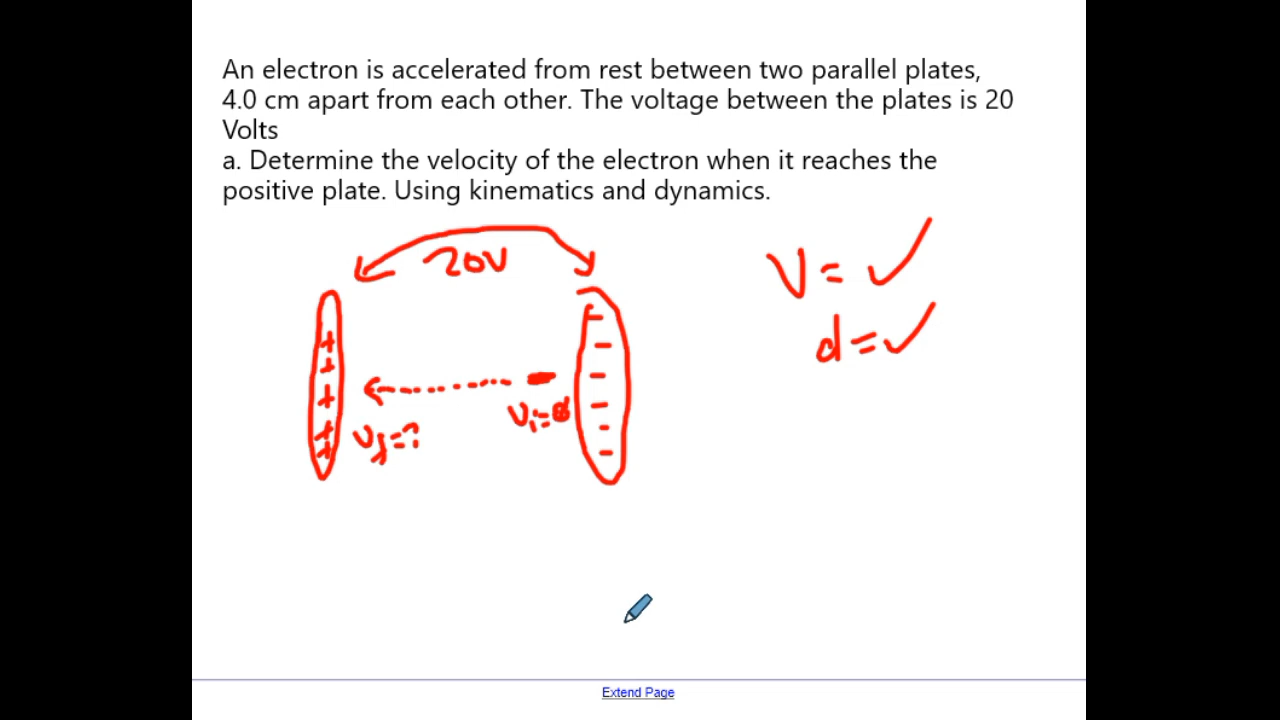 An electron is accelerated from rest between two parallel plates,
4.0 cm apart from each other. The voltage between the plates is 20
Volts
a. Determine the velocity of the electron when it reaches the
positive plate. Using kinematics and dynamics.
20V
V = ✓
d = ✓
+ −
+ −
+ −
+ −
+ −
−
vi=0
vf=?
Extend Page